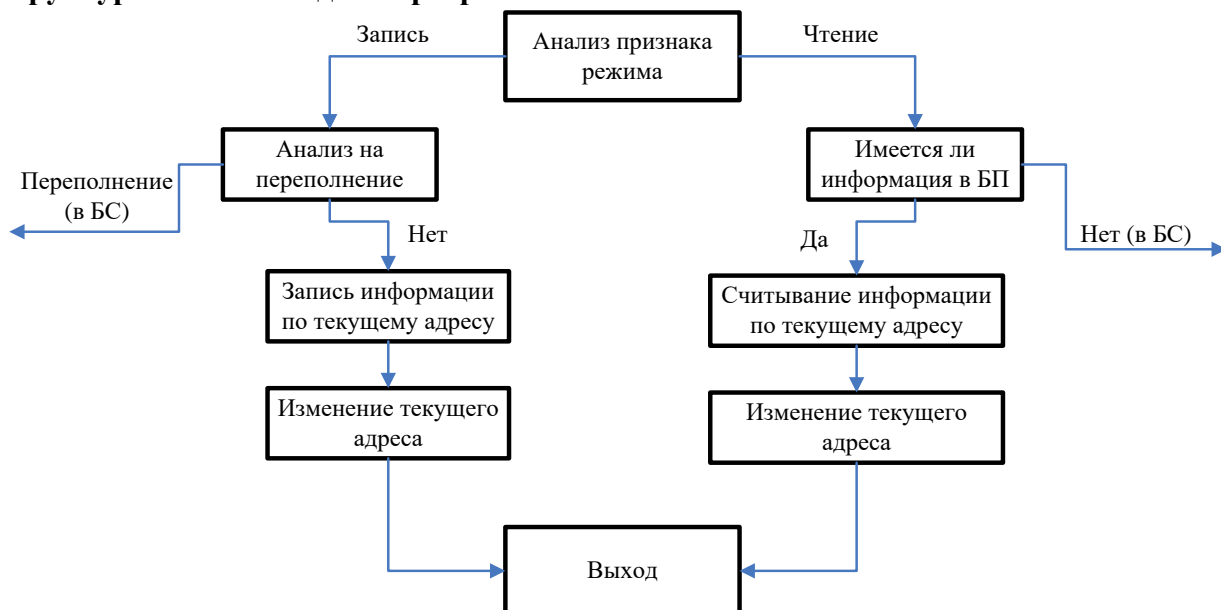 Запись
Анализ признака
режима
Чтение
Анализ на
переполнение
Имеется ли
информация в БП
Переполнение
(в БС)
Нет
Да
Нет (в БС)
Запись информации
по текущему адресу
Считывание информации
по текущему адресу
Изменение текущего
адреса
Изменение текущего
адреса
Выход